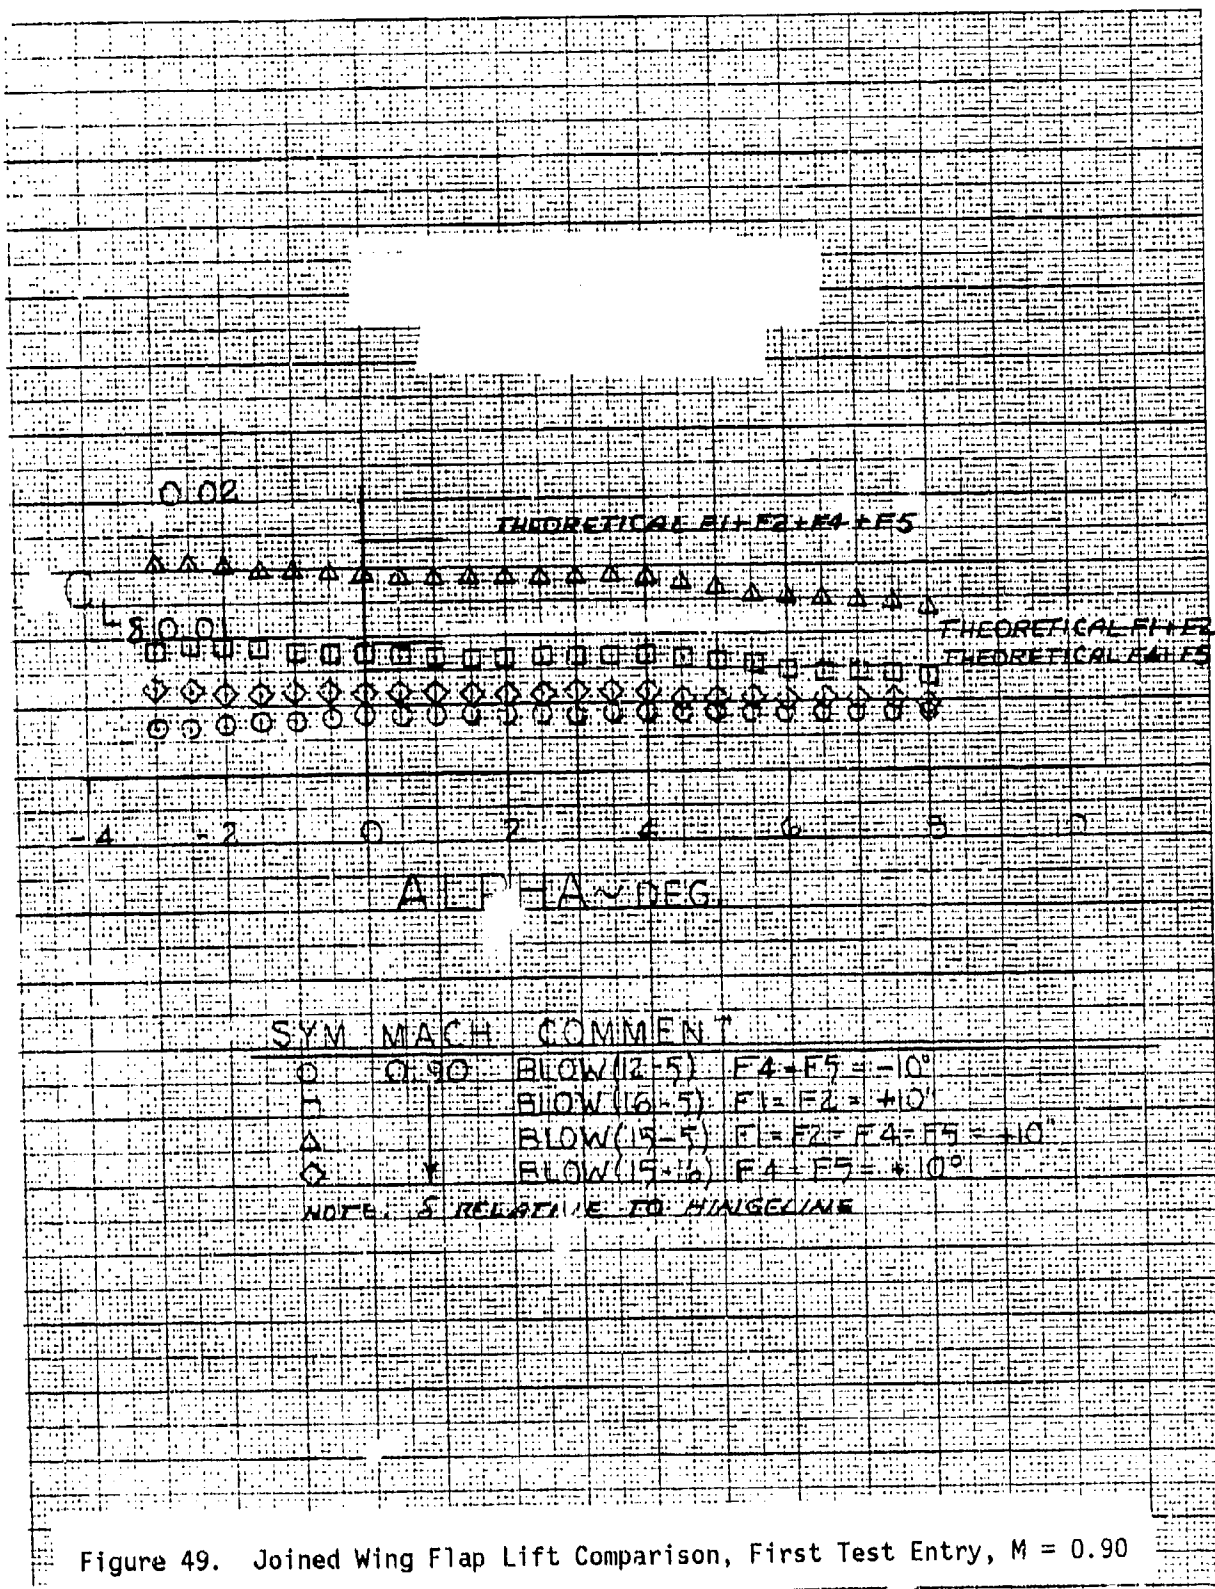 0.02
THEORETICAL F1+F2+F4+F5
CL
δ 0.01
THEORETICAL F1+F2
THEORETICAL F4+F5
-4 -2 0 2 4 6 8
ALPHA~DEG.
SYM MACH COMMENT
○ 0.90 BLOW(12-5) F4=F5=-10°
□ BLOW(16-5) F1=F2=+10°
△ BLOW(15-5) F1=F2=F4=F5=+10°
◇ BLOW(15-16) F4=F5=+10°
NOTE: δ RELATIVE TO HINGELINE
Figure 49. Joined Wing Flap Lift Comparison, First Test Entry, M = 0.90